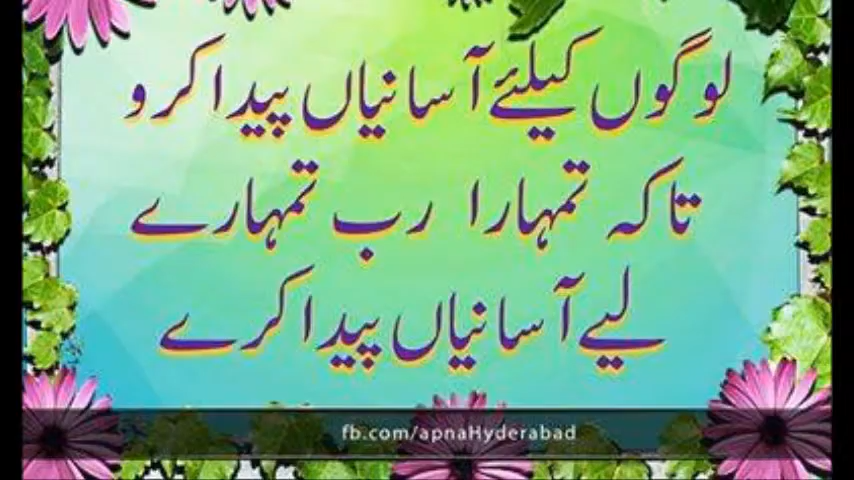 لوگوں کیلئے آسانیاں پیدا کرو
تاکہ تمہارا رب تمہارے
لیے آسانیاں پیدا کرے
fb.com/apnaHyderabad